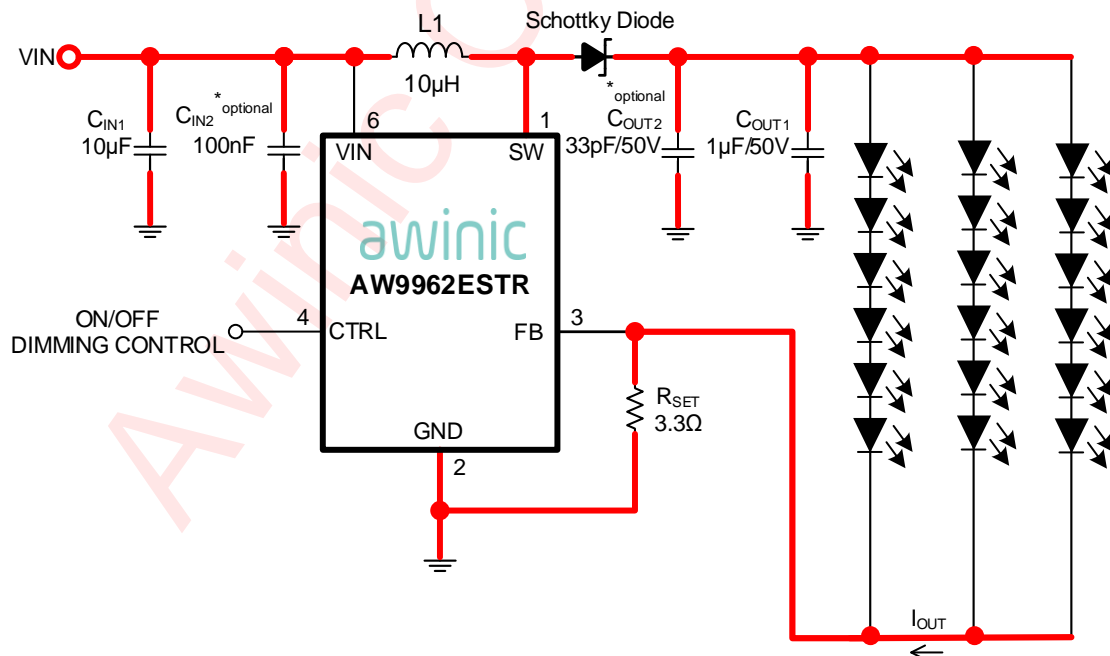 L1
Schottky Diode
VIN
10µH
*optional
*optional
CIN1
10µF
CIN2
100nF
6
1
COUT2
33pF/50V
COUT1
1µF/50V
VIN
SW
awinic
AW9962ESTR
ON/OFF
DIMMING CONTROL
4
CTRL
FB
3
RSET
3.3Ω
GND
2
IOUT
Awinic C